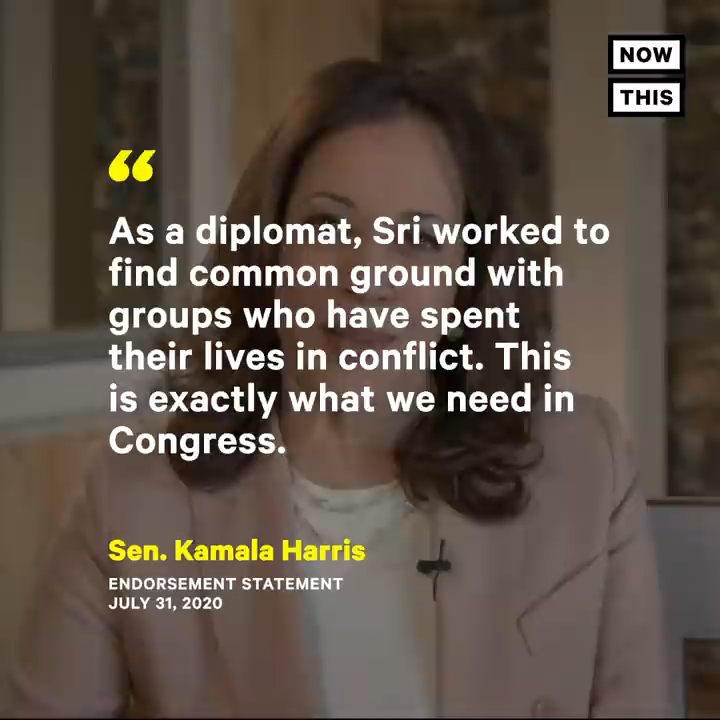 NOW
THIS
“
As a diplomat, Sri worked to
find common ground with
groups who have spent
their lives in conflict. This
is exactly what we need in
Congress.
Sen. Kamala Harris
ENDORSEMENT STATEMENT
JULY 31, 2020